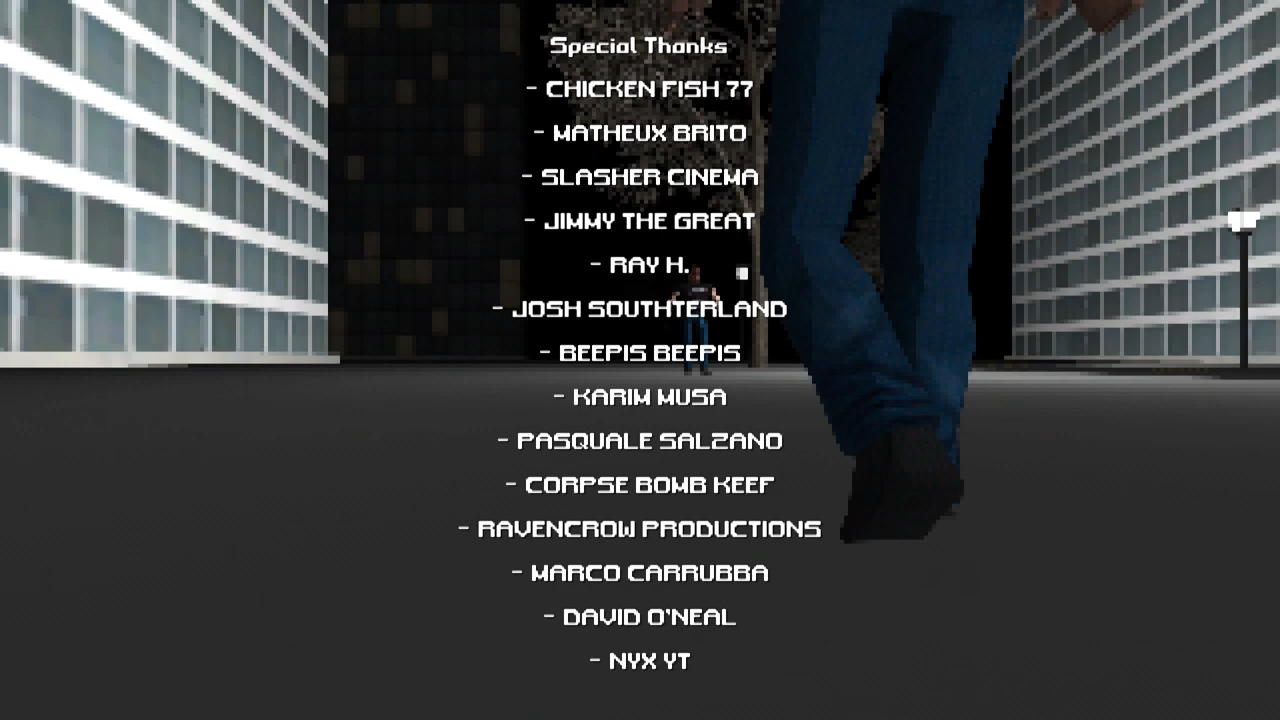 Special Thanks
- CHICKEN FISH 77
- MATHEUX BRITO
- SLASHER CINEMA
- JIMMY THE GREAT
- RAY H.
- JOSH SOUTHTERLAND
- BEEPIS BEEPIS
- KARIM MUSA
- PASQUALE SALZANO
- CORPSE BOMB KEEF
- RAVENCROW PRODUCTIONS
- MARCO CARRUBBA
- DAVID O'NEAL
- NYX YT